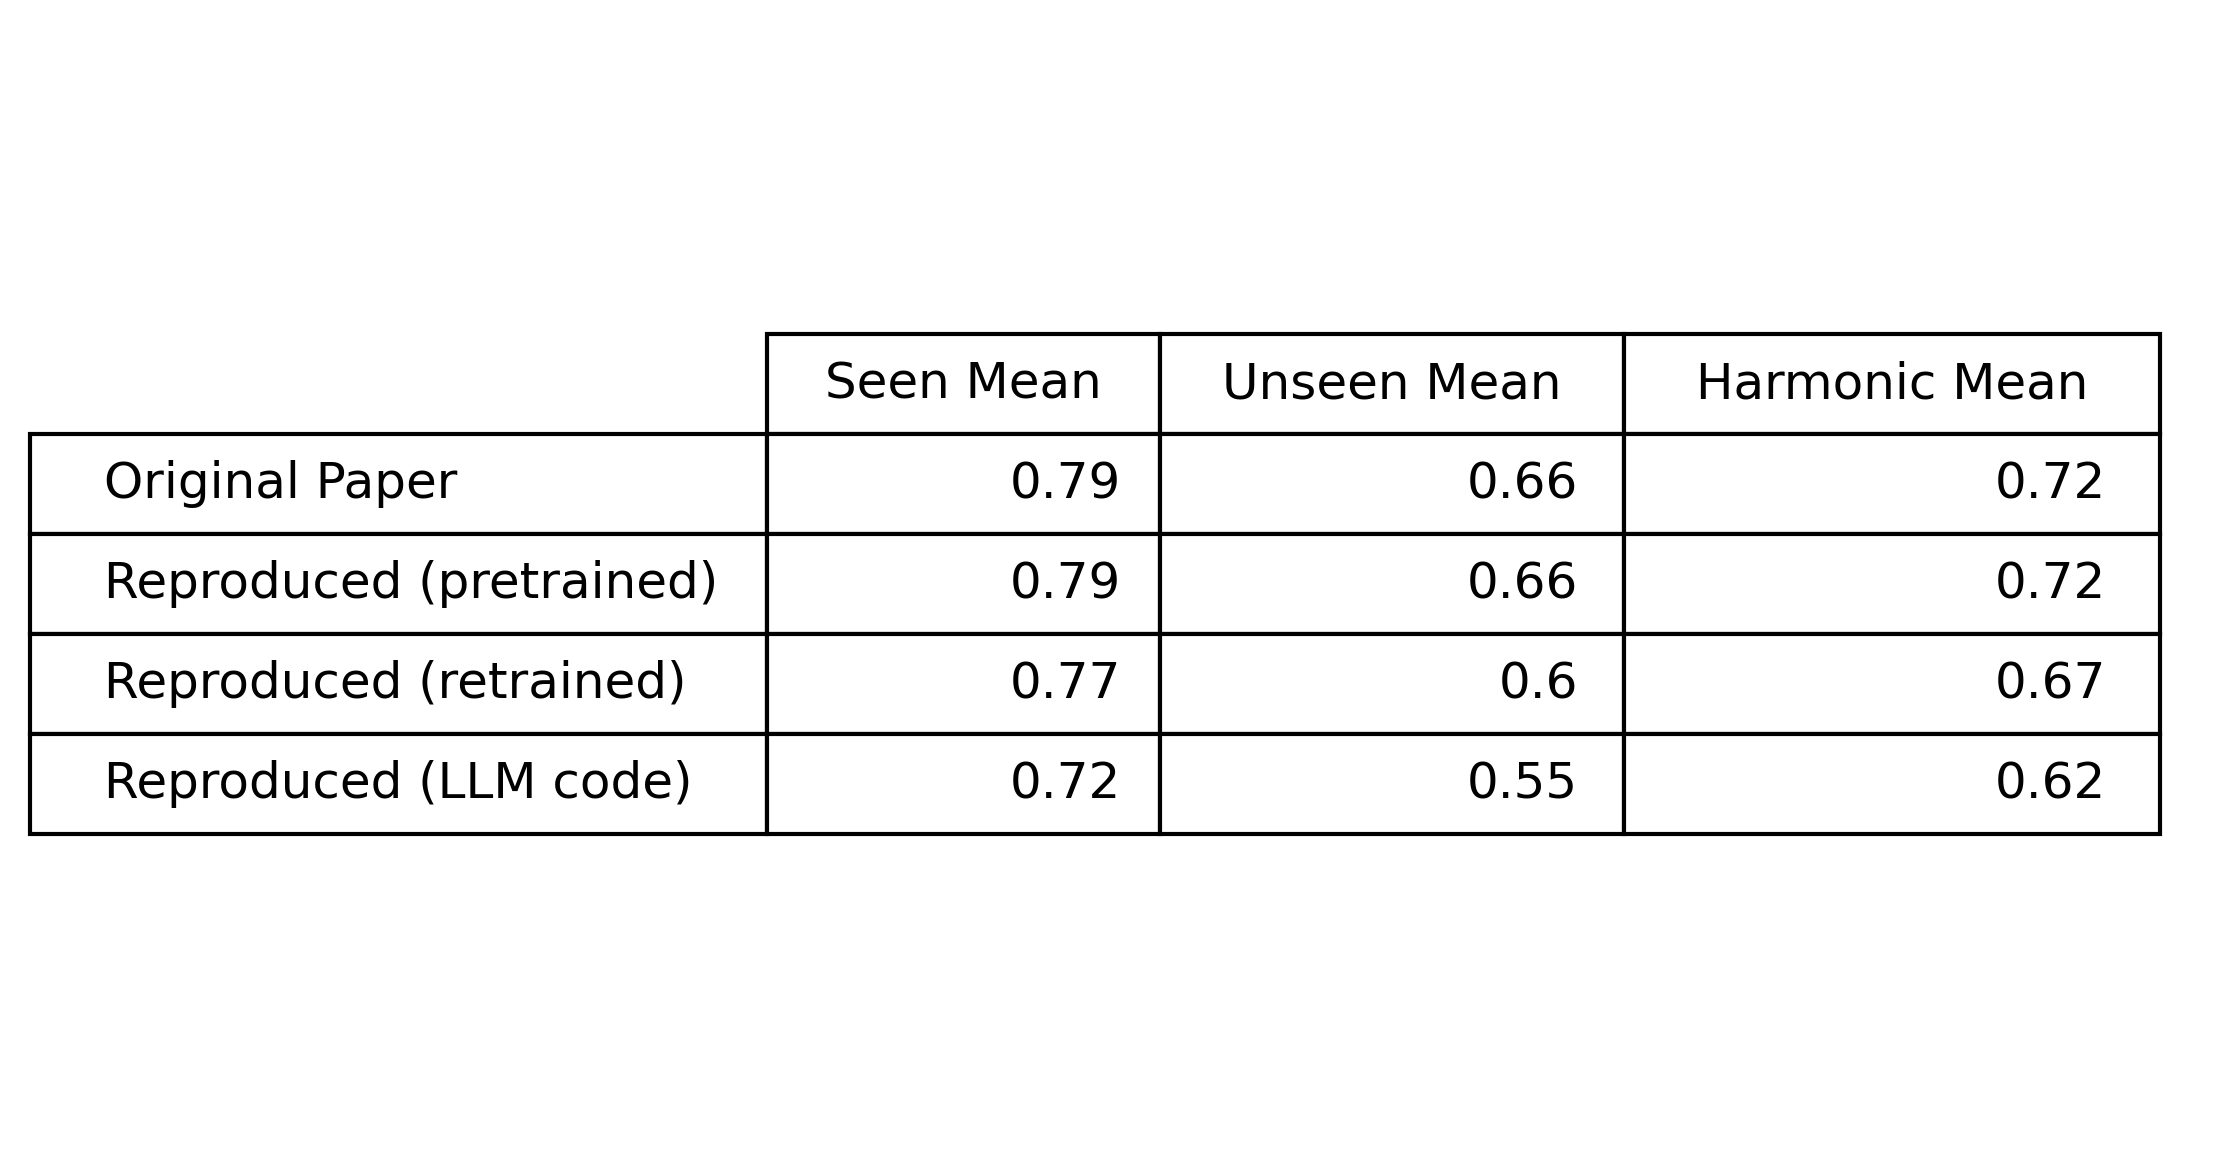 Seen Mean Unseen Mean Harmonic Mean
Original Paper 0.79 0.66 0.72
Reproduced (pretrained) 0.79 0.66 0.72
Reproduced (retrained) 0.77 0.6 0.67
Reproduced (LLM code) 0.72 0.55 0.62